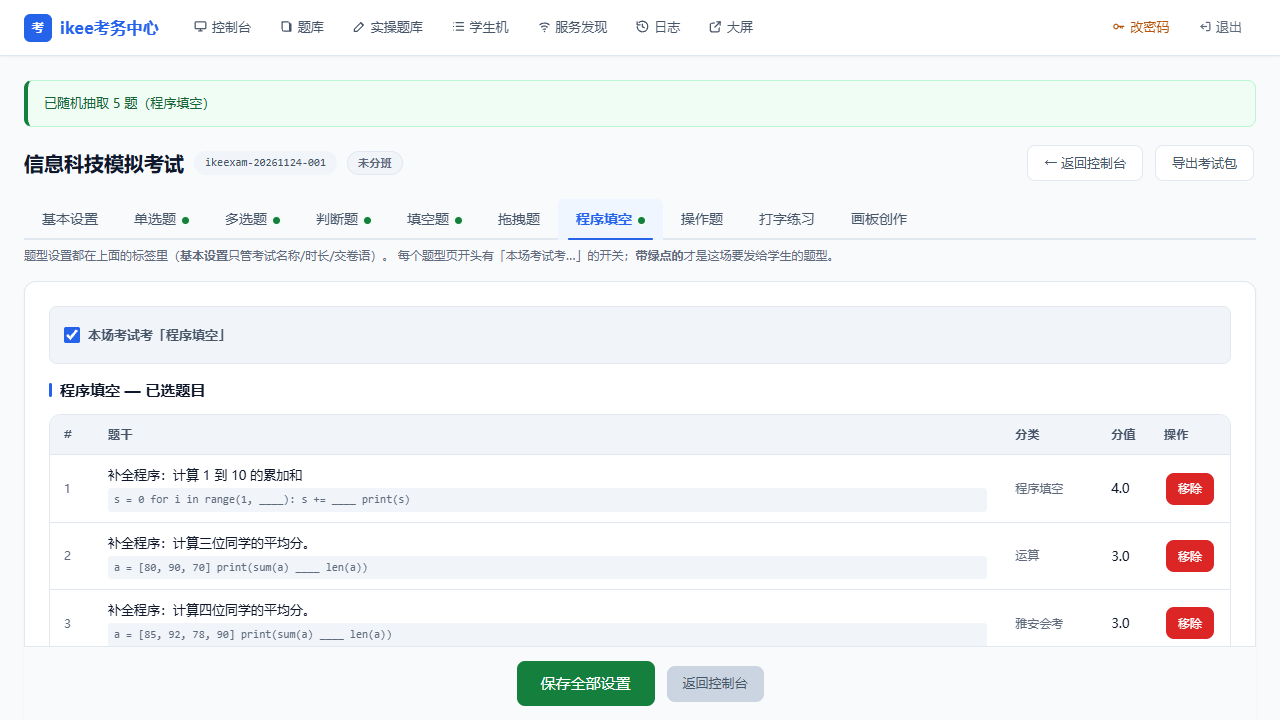 考 ikee考务中心 控制台 题库 实操题库 学生机 服务发现 日志 大屏 改密码 退出
已随机抽取 5 题（程序填空）
信息科技模拟考试 ikeexam-20261124-001 未分班 ← 返回控制台 导出考试包
基本设置 单选题 多选题 判断题 填空题 拖拽题 程序填空 操作题 打字练习 画板创作
题型设置都在上面的标签里（基本设置只管考试名称/时长/交卷语）。 每个题型页开头有「本场考试考…」的开关；带绿点的才是这场要发给学生的题型。
本场考试考「程序填空」
程序填空 — 已选题目
# 题干 分类 分值 操作
1 补全程序：计算 1 到 10 的累加和 程序填空 4.0 移除
s = 0 for i in range(1, ____): s += ____ print(s)
2 补全程序：计算三位同学的平均分。 运算 3.0 移除
a = [80, 90, 70] print(sum(a) ____ len(a))
3 补全程序：计算四位同学的平均分。 雅安会考 3.0 移除
a = [85, 92, 78, 90] print(sum(a) ____ len(a))
保存全部设置 返回控制台